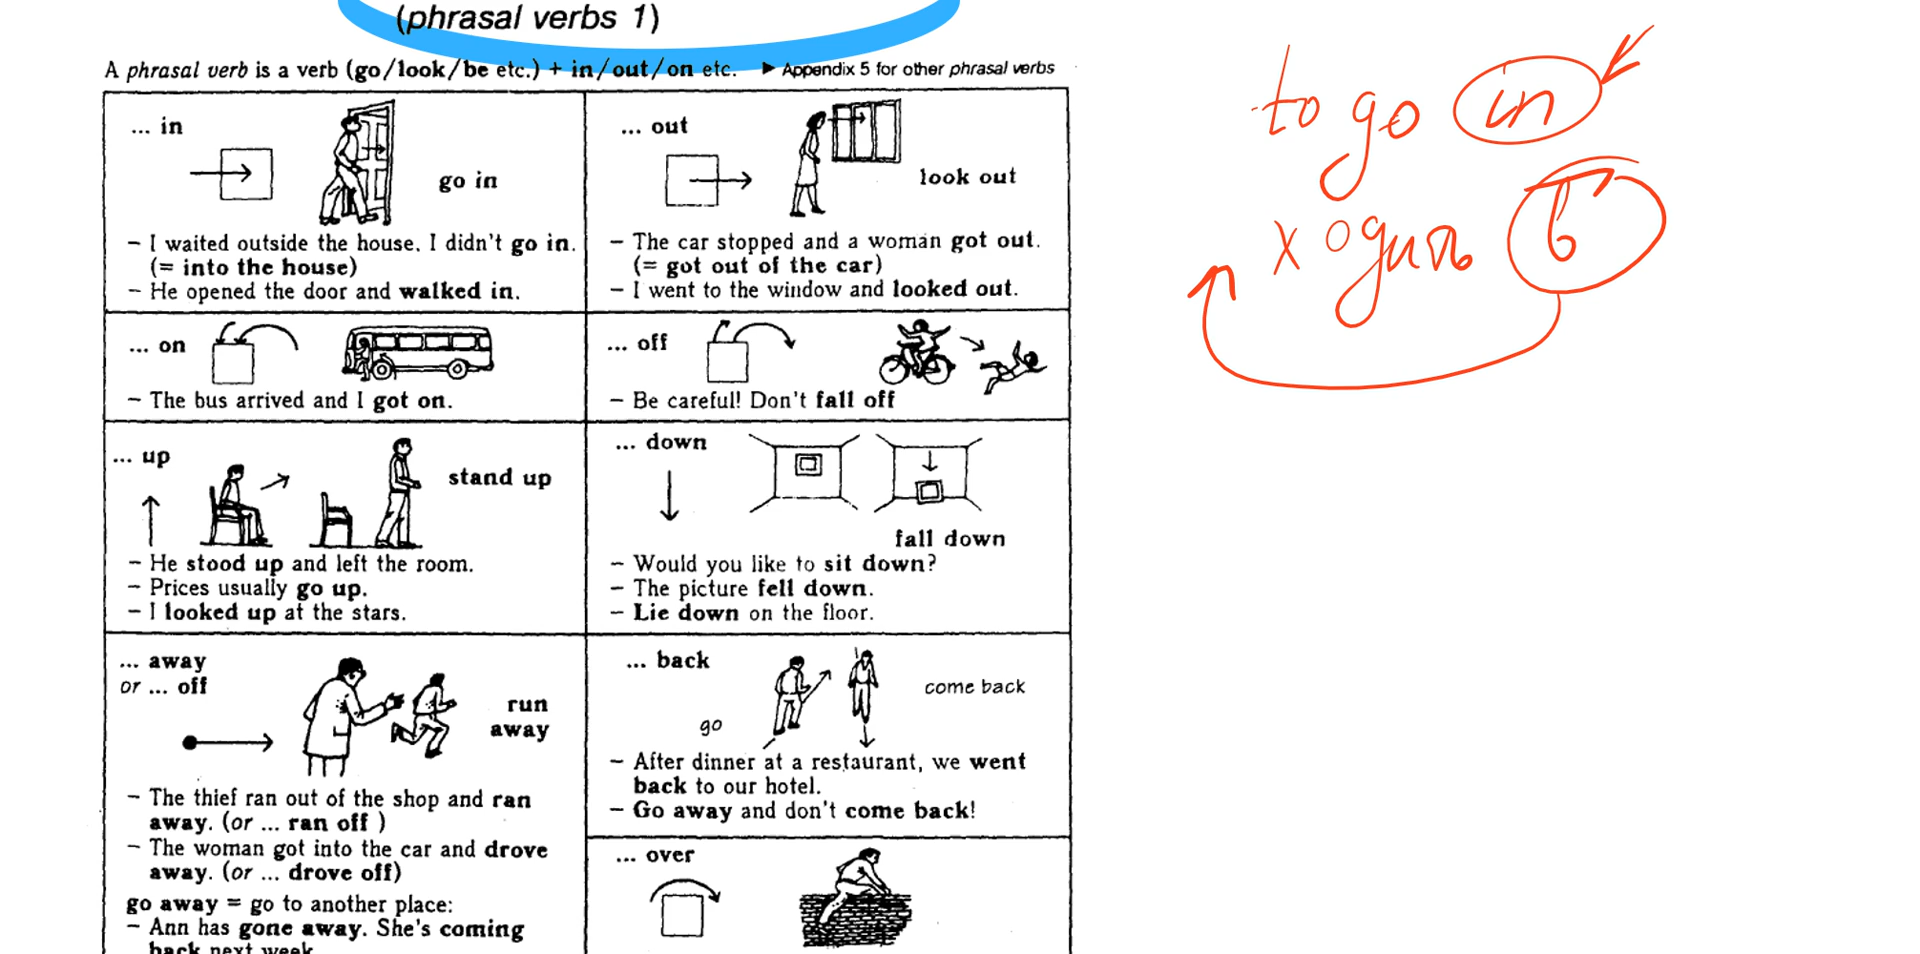 (phrasal verbs 1)
A phrasal verb is a verb (go/look/be etc.) + in/out/on etc. ► Appendix 5 for other phrasal verbs
... in
go in
– I waited outside the house. I didn't go in.
(= into the house)
– He opened the door and walked in.
... out
look out
– The car stopped and a woman got out.
(= got out of the car)
– I went to the window and looked out.
... on
– The bus arrived and I got on.
... off
– Be careful! Don't fall off
... up
stand up
– He stood up and left the room.
– Prices usually go up.
– I looked up at the stars.
... down
fall down
– Would you like to sit down?
– The picture fell down.
– Lie down on the floor.
... away
or ... off
run
away
– The thief ran out of the shop and ran
away. (or ... ran off )
– The woman got into the car and drove
away. (or ... drove off)
go away = go to another place:
– Ann has gone away. She's coming
back next week
... back
go
come back
– After dinner at a restaurant, we went
back to our hotel.
– Go away and don't come back!
... over
to go in
ходить в